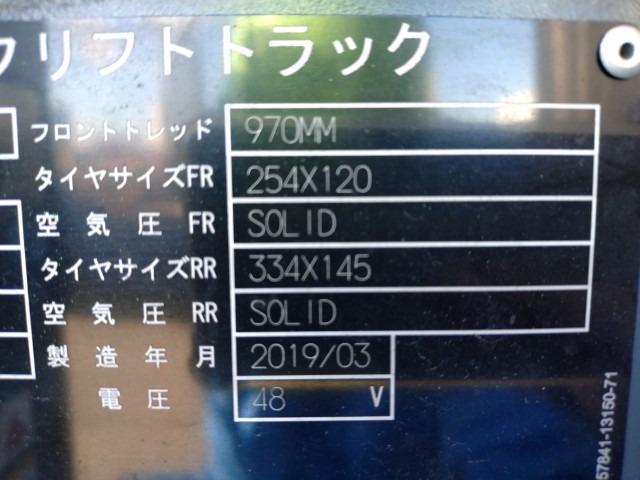 フリフトトラック
フロントトレッド 970MM
タイヤサイズFR 254X120
空気圧 FR SOLID
タイヤサイズRR 334X145
空気圧 RR SOLID
製造年月 2019/03
電圧 48 V
57841-13150-71